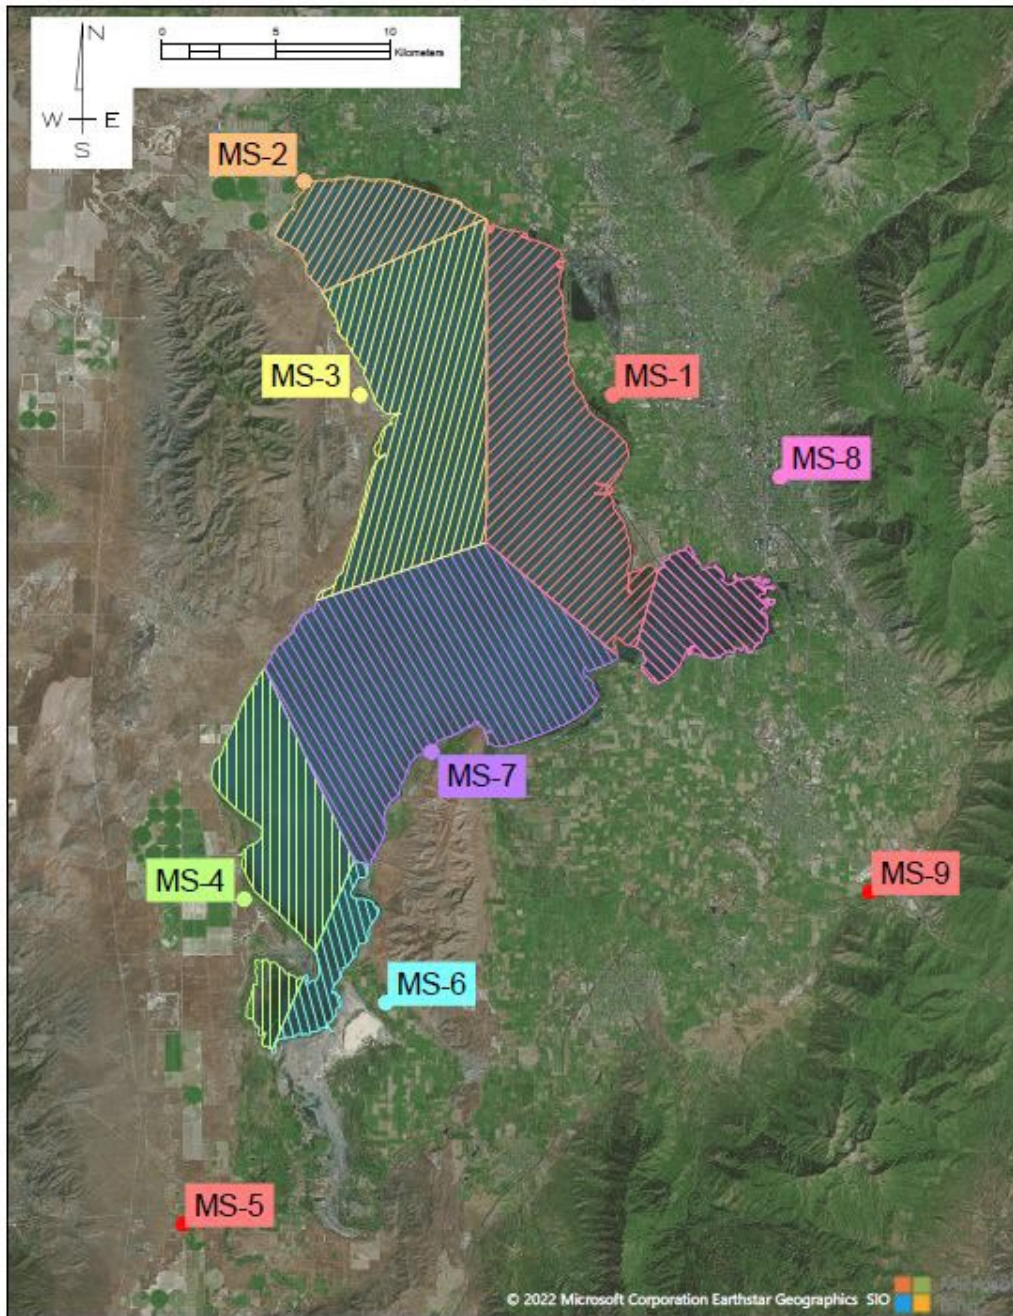 N
W E
S
0 5 10
Kilometers
MS-2
MS-3
MS-1
MS-8
MS-7
MS-4
MS-9
MS-6
MS-5
© 2022 Microsoft Corporation Earthstar Geographics SIO